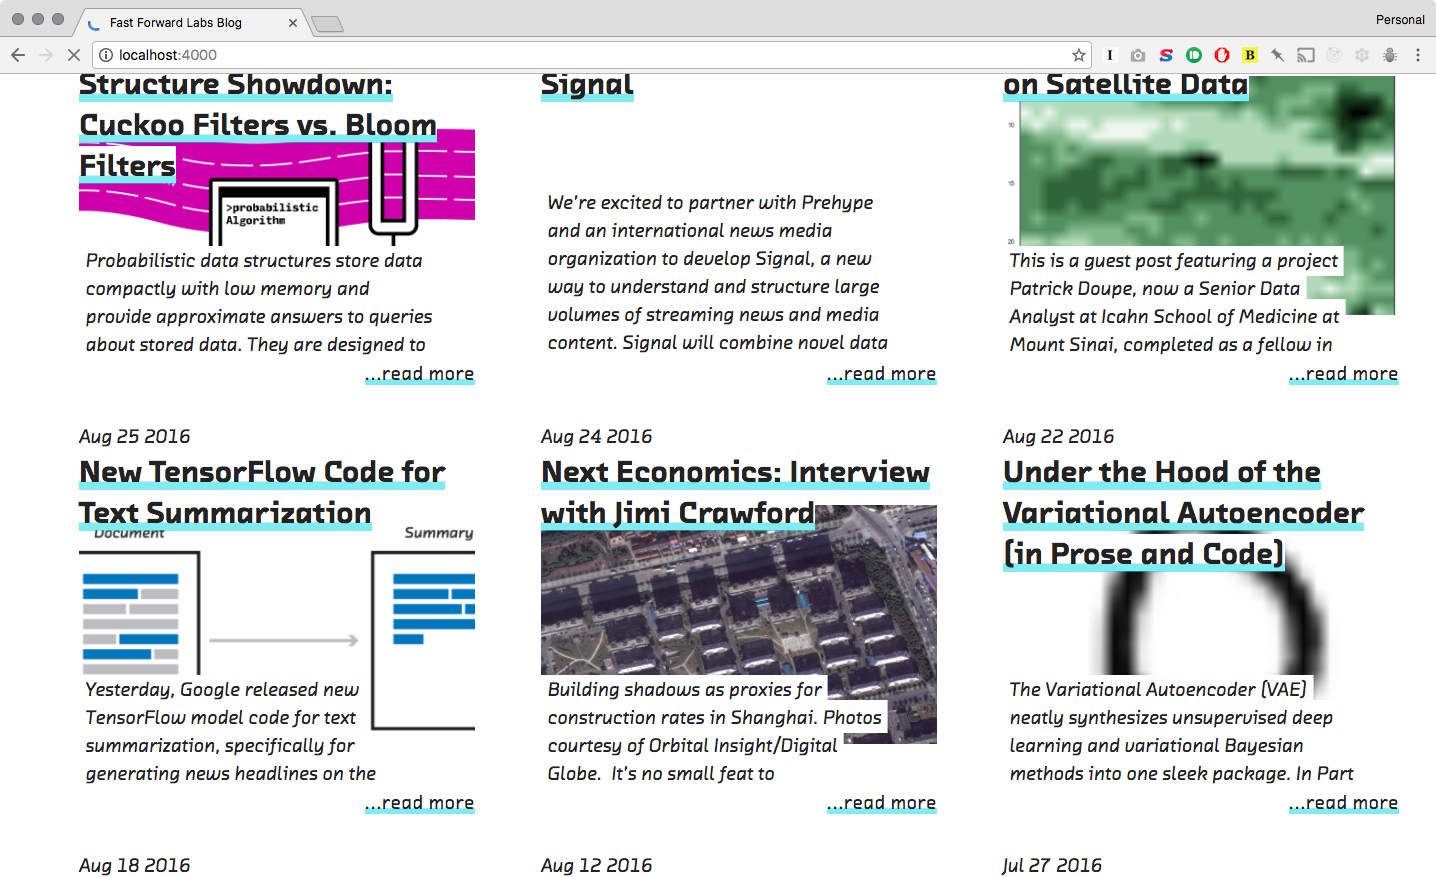 Fast Forward Labs Blog
Personal
localhost:4000
Structure Showdown:
Cuckoo Filters vs. Bloom
Filters
>probabilistic
Algorithm
Probabilistic data structures store data
compactly with low memory and
provide approximate answers to queries
about stored data. They are designed to
...read more
Signal
We're excited to partner with Prehype
and an international news media
organization to develop Signal, a new
way to understand and structure large
volumes of streaming news and media
content. Signal will combine novel data
...read more
on Satellite Data
10
15
20
This is a guest post featuring a project
Patrick Doupe, now a Senior Data
Analyst at Icahn School of Medicine at
Mount Sinai, completed as a fellow in
...read more
Aug 25 2016
New TensorFlow Code for
Text Summarization
Document
Summary
Yesterday, Google released new
TensorFlow model code for text
summarization, specifically for
generating news headlines on the
...read more
Aug 24 2016
Next Economics: Interview
with Jimi Crawford
Building shadows as proxies for
construction rates in Shanghai. Photos
courtesy of Orbital Insight/Digital
Globe.  It's no small feat to
...read more
Aug 22 2016
Under the Hood of the
Variational Autoencoder
(in Prose and Code)
The Variational Autoencoder (VAE)
neatly synthesizes unsupervised deep
learning and variational Bayesian
methods into one sleek package. In Part
...read more
Aug 18 2016
Aug 12 2016
Jul 27 2016